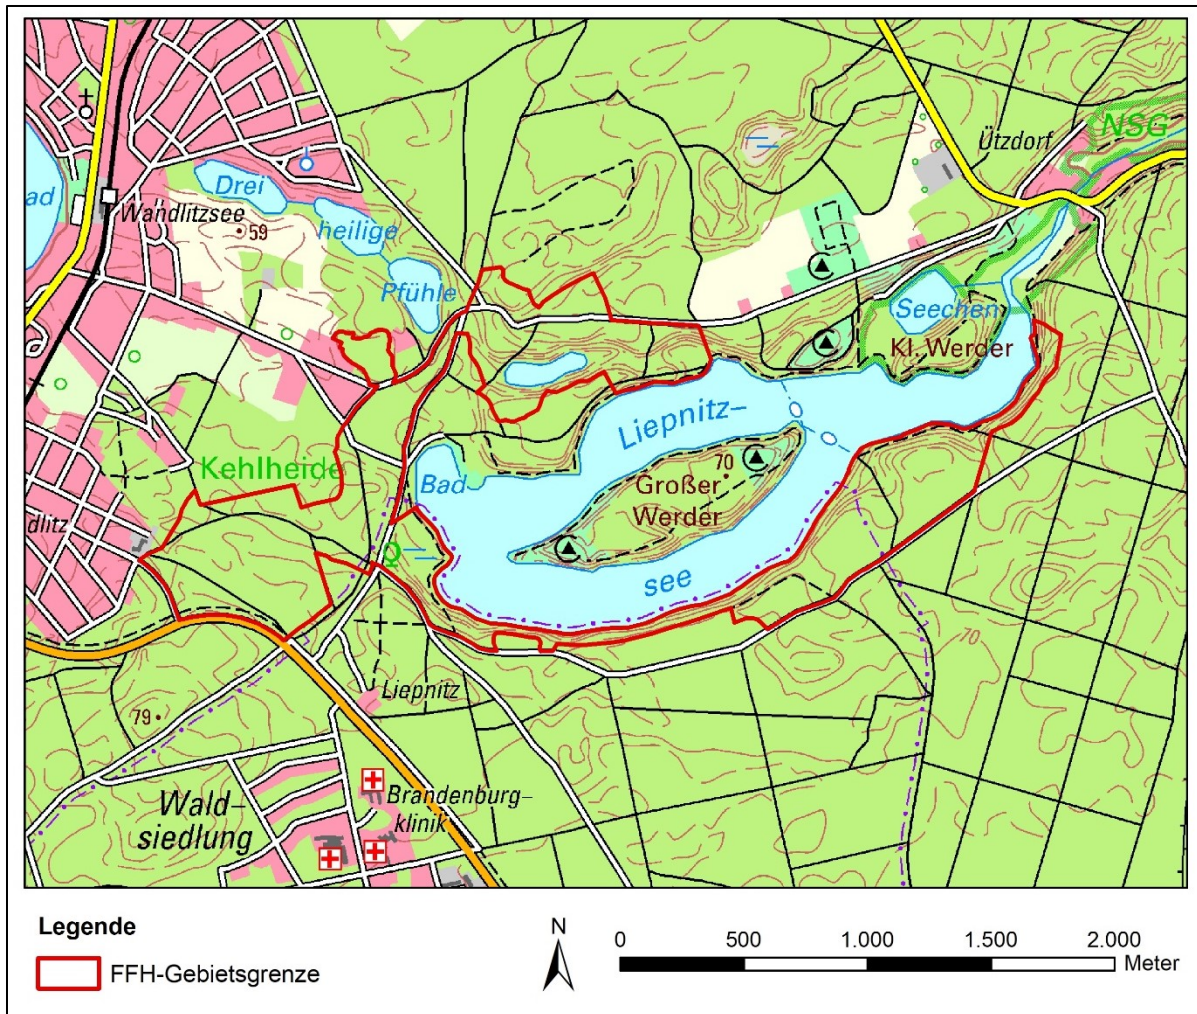 NSG
Ützdorf
Drei
heilige
Pfühle
ad
Wandlitzsee
59
Seechen
Kl. Werder
Liepnitz–
see
Bad
70
Großer
Werder
Kehlheide
dlitz
70
Liepnitz
79
Wald–
siedlung
Brandenburg–
klinik
Legende
FFH-Gebietsgrenze
N
0 500 1.000 1.500 2.000
Meter